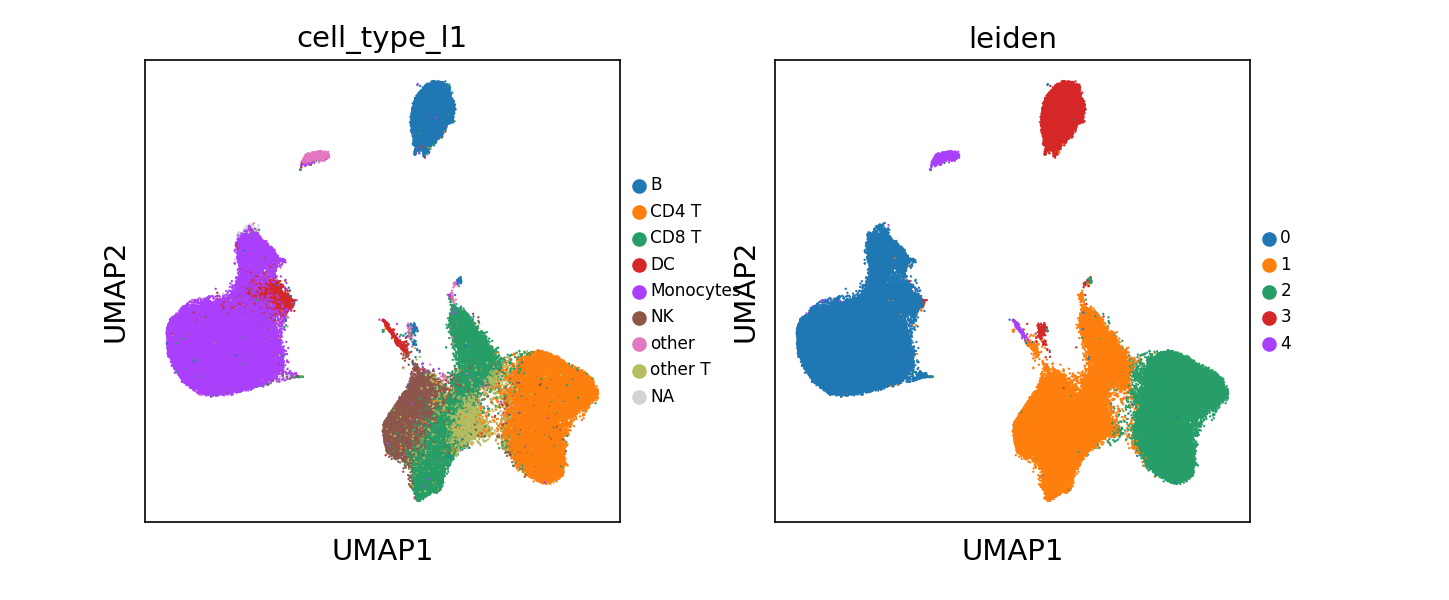 cell_type_l1
UMAP2
UMAP1
B
CD4 T
CD8 T
DC
Monocytes
NK
other
other T
NA
leiden
UMAP2
UMAP1
0
1
2
3
4